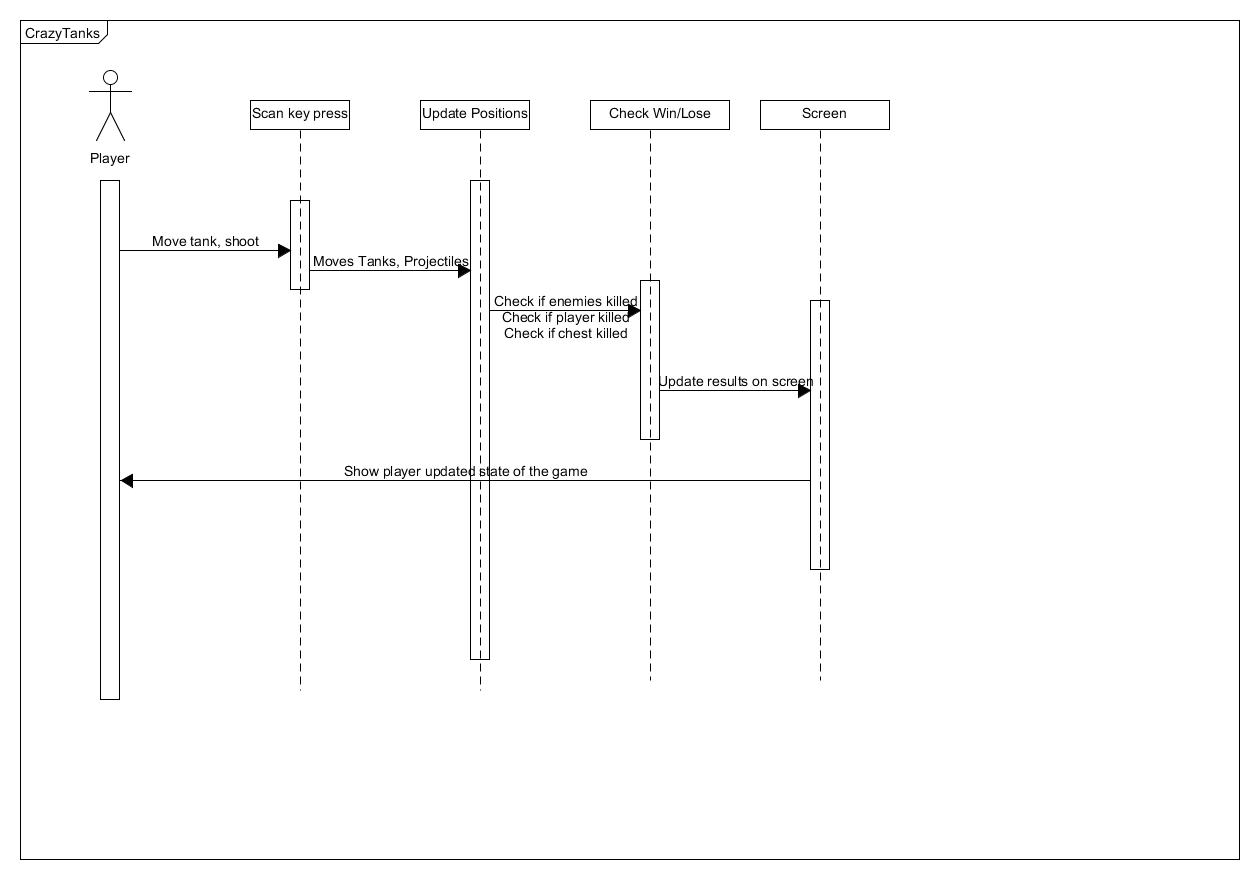 CrazyTanks
Player
Scan key press
Update Positions
Check Win/Lose
Screen
Move tank, shoot
Moves Tanks, Projectiles
Check if enemies killed
Check if player killed
Check if chest killed
Update results on screen
Show player updated state of the game